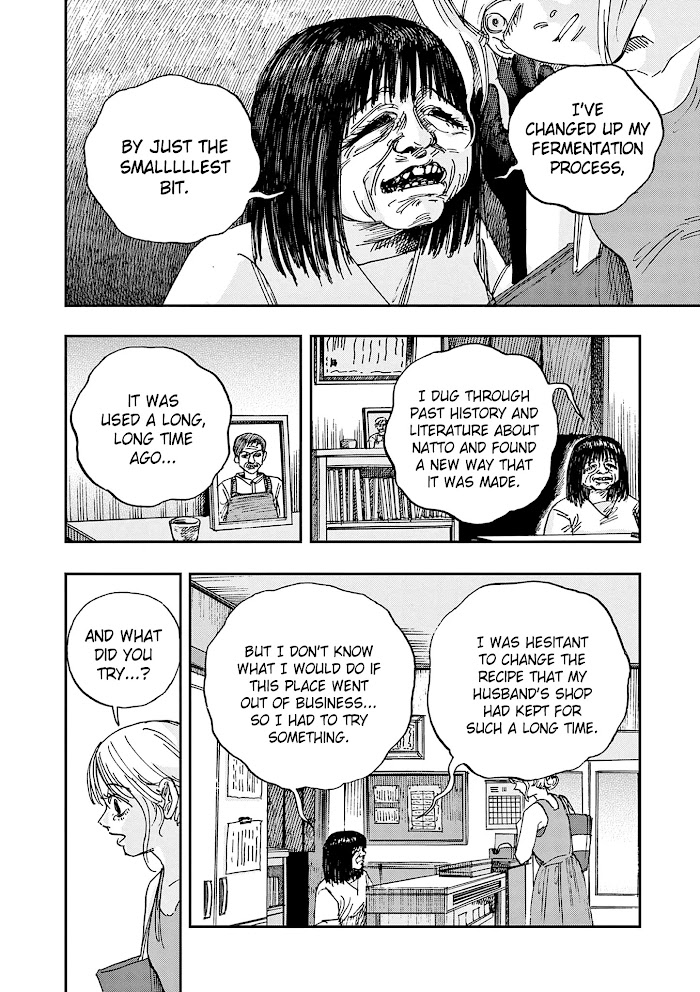 I'VE
CHANGED UP MY
FERMENTATION
PROCESS,
BY JUST THE
SMALLLLLEST
BIT.
I DUG THROUGH
PAST HISTORY AND
LITERATURE ABOUT
NATTO AND FOUND
A NEW WAY THAT
IT WAS MADE.
IT WAS
USED A LONG,
LONG TIME
AGO...
I WAS HESITANT
TO CHANGE THE
RECIPE THAT MY
HUSBAND'S SHOP
HAD KEPT FOR
SUCH A LONG TIME.
BUT I DON'T KNOW
WHAT I WOULD DO IF
THIS PLACE WENT
OUT OF BUSINESS...
SO I HAD TO TRY
SOMETHING.
AND WHAT
DID YOU
TRY...?